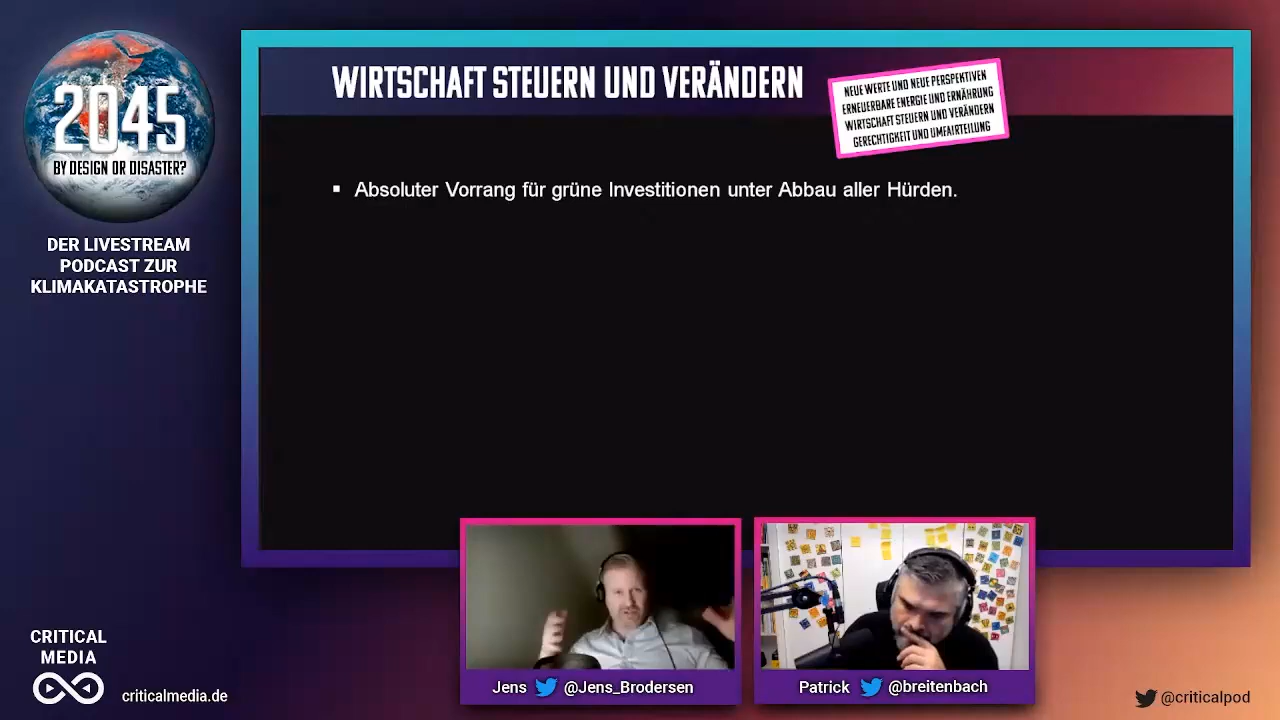 2045
BY DESIGN OR DISASTER?
DER LIVESTREAM
PODCAST ZUR
KLIMAKATASTROPHE
WIRTSCHAFT STEUERN UND VERÄNDERN
NEUE WERTE UND NEUE PERSPEKTIVEN
ERNEUERBARE ENERGIE UND ERNÄHRUNG
WIRTSCHAFT STEUERN UND VERÄNDERN
GERECHTIGKEIT UND UMFAIRTEILUNG
▪ Absoluter Vorrang für grüne Investitionen unter Abbau aller Hürden.
CRITICAL
MEDIA
criticalmedia.de
Jens @Jens_Brodersen
Patrick @breitenbach
@criticalpod